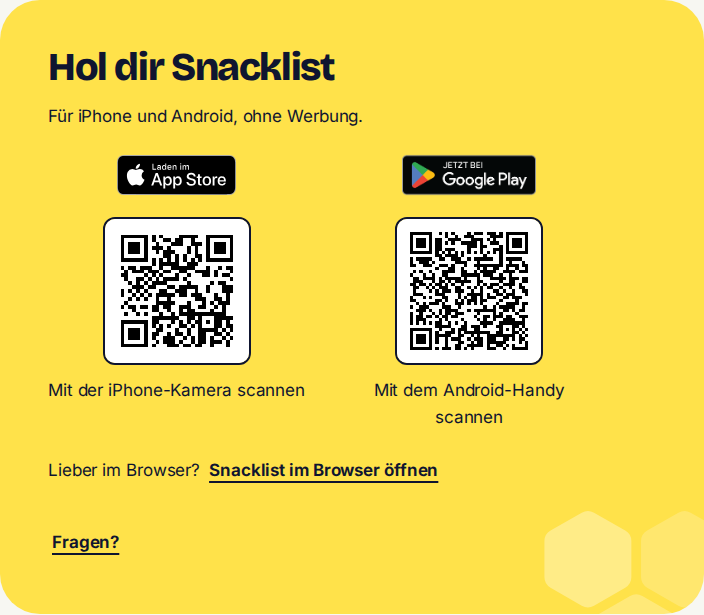 Hol dir Snacklist
Für iPhone und Android, ohne Werbung.
Laden im
App Store
JETZT BEI
Google Play
Mit der iPhone-Kamera scannen
Mit dem Android-Handy
scannen
Lieber im Browser? Snacklist im Browser öffnen
Fragen?